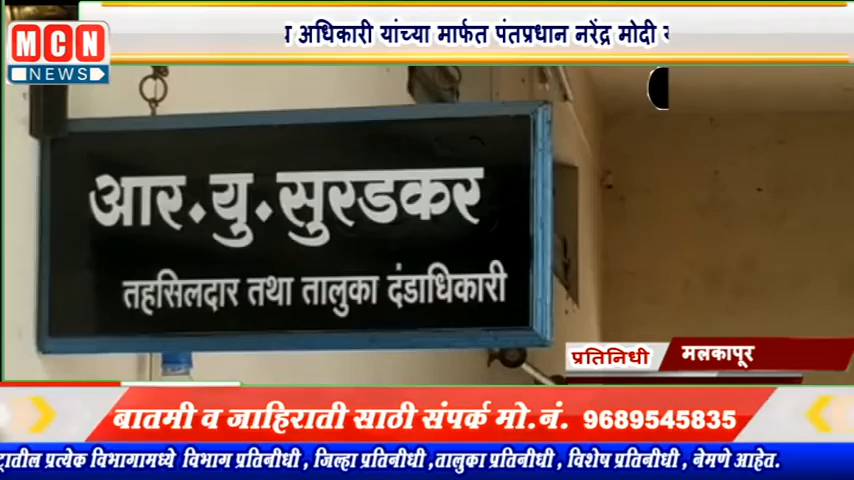 अधिकारी यांच्या मार्फत पंतप्रधान नरेंद्र मोदी
MCN
NEWS
आर.यु.सुरडकर
तहसिलदार तथा तालुका दंडाधिकारी
प्रतिनिधी मलकापूर
बातमी व जाहिराती साठी संपर्क मो.नं. 9689545835
प्रत्येक विभागामध्ये विभाग प्रतिनीधी , जिल्हा प्रतिनीधी ,तालुका प्रतिनीधी , विशेष प्रतिनीधी , नेमणे आहेत.